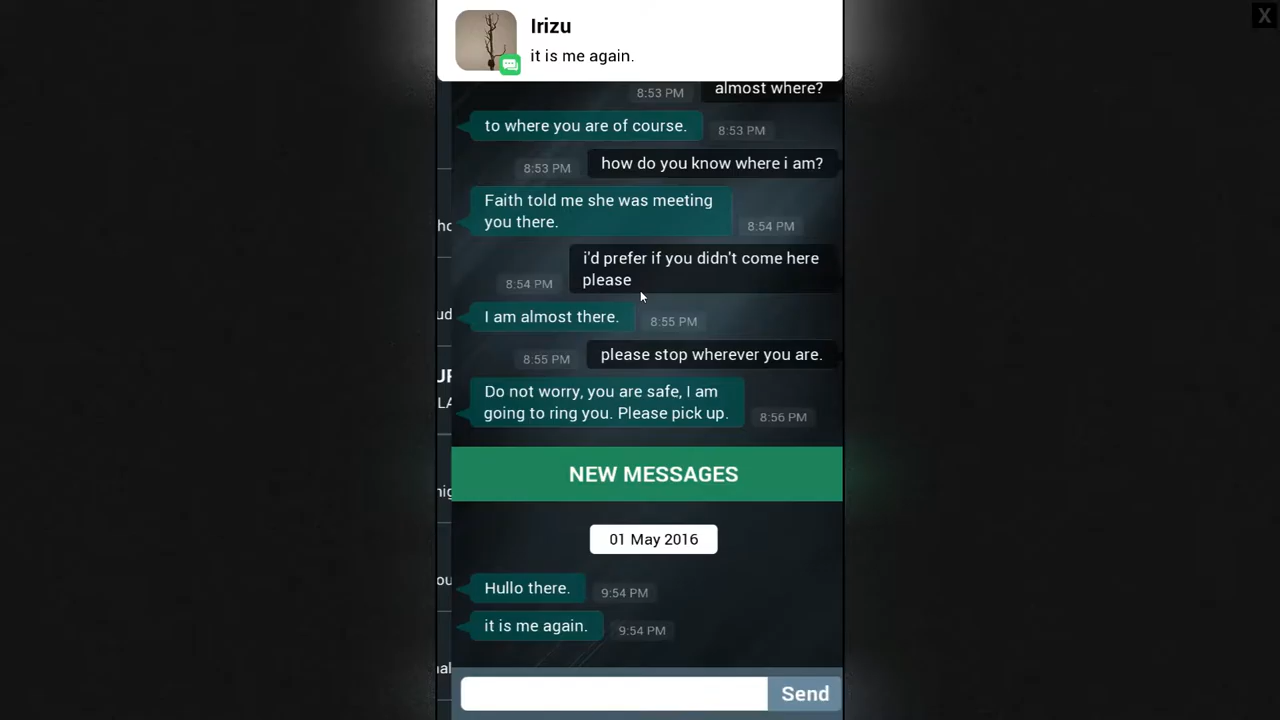 X
Irizu
it is me again.
almost where?
8:53 PM
to where you are of course.
8:53 PM
how do you know where i am?
8:53 PM
Faith told me she was meeting
you there.
8:54 PM
i'd prefer if you didn't come here
please
8:54 PM
I am almost there.
8:55 PM
please stop wherever you are.
8:55 PM
Do not worry, you are safe, I am
going to ring you. Please pick up.
8:56 PM
NEW MESSAGES
01 May 2016
Hullo there.
9:54 PM
it is me again.
9:54 PM
Send